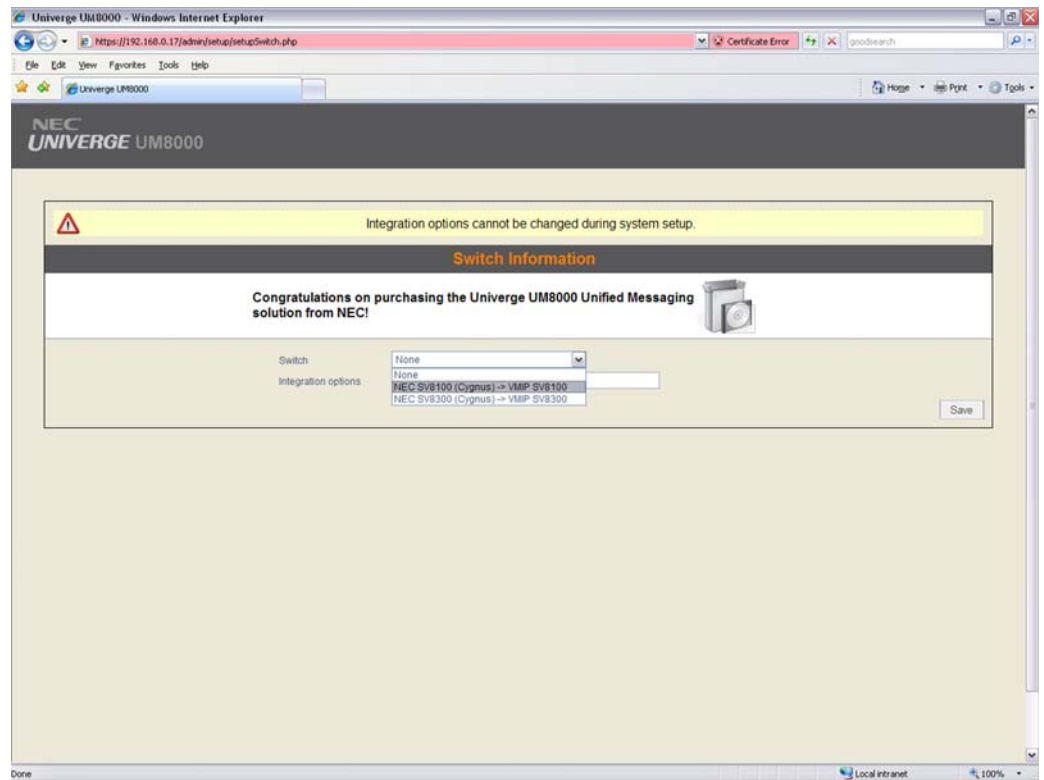 Univerge UM8000 - Windows Internet Explorer
https://192.168.0.17/admin/setup/setupSwitch.php
Certificate Error
goodsearch
File Edit View Favorites Tools Help
Univerge UM8000
Home Print Tools
NEC
UNIVERGE UM8000
Integration options cannot be changed during system setup.
Switch Information
Congratulations on purchasing the Univerge UM8000 Unified Messaging
solution from NEC!
Switch None
None
Integration options
NEC SV8100 (Cygnus) -> VMIP SV8100
NEC SV8300 (Cygnus) -> VMIP SV8300
Save
Done
Local intranet
100%